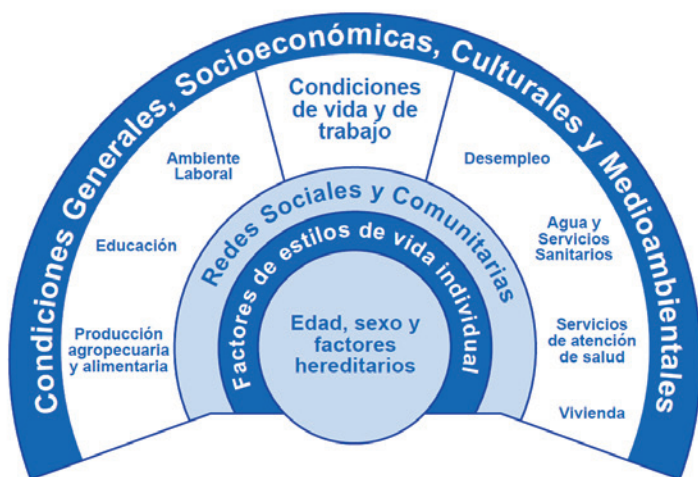 Condiciones Generales, Socioeconómicas, Culturales y Medioambientales
Condiciones
de vida y de
trabajo
Ambiente
Laboral
Desempleo
Educación
Agua y
Servicios
Sanitarios
Producción
agropecuaria
y alimentaria
Servicios
de atención
de salud
Vivienda
Redes Sociales y Comunitarias
Factores de estilos de vida individual
Edad, sexo y
factores
hereditarios